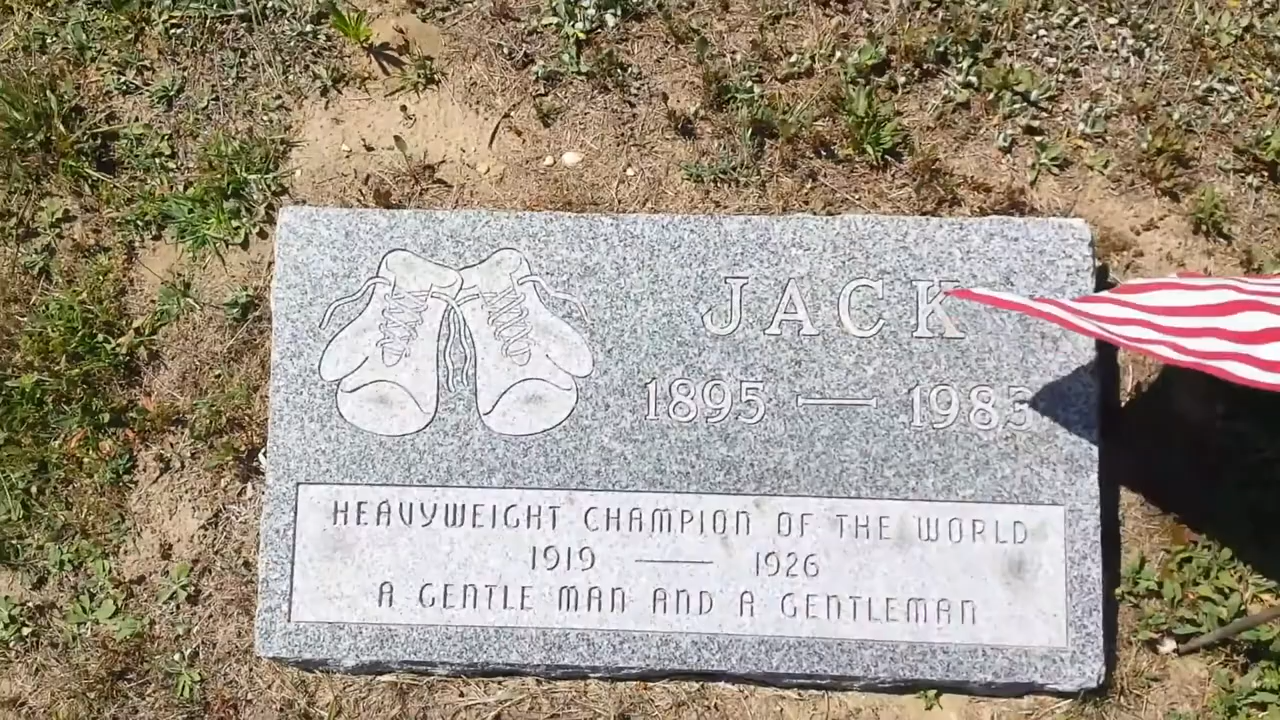 JACK
1895 — 1983
HEAVYWEIGHT CHAMPION OF THE WORLD
1919 — 1926
A GENTLE MAN AND A GENTLEMAN